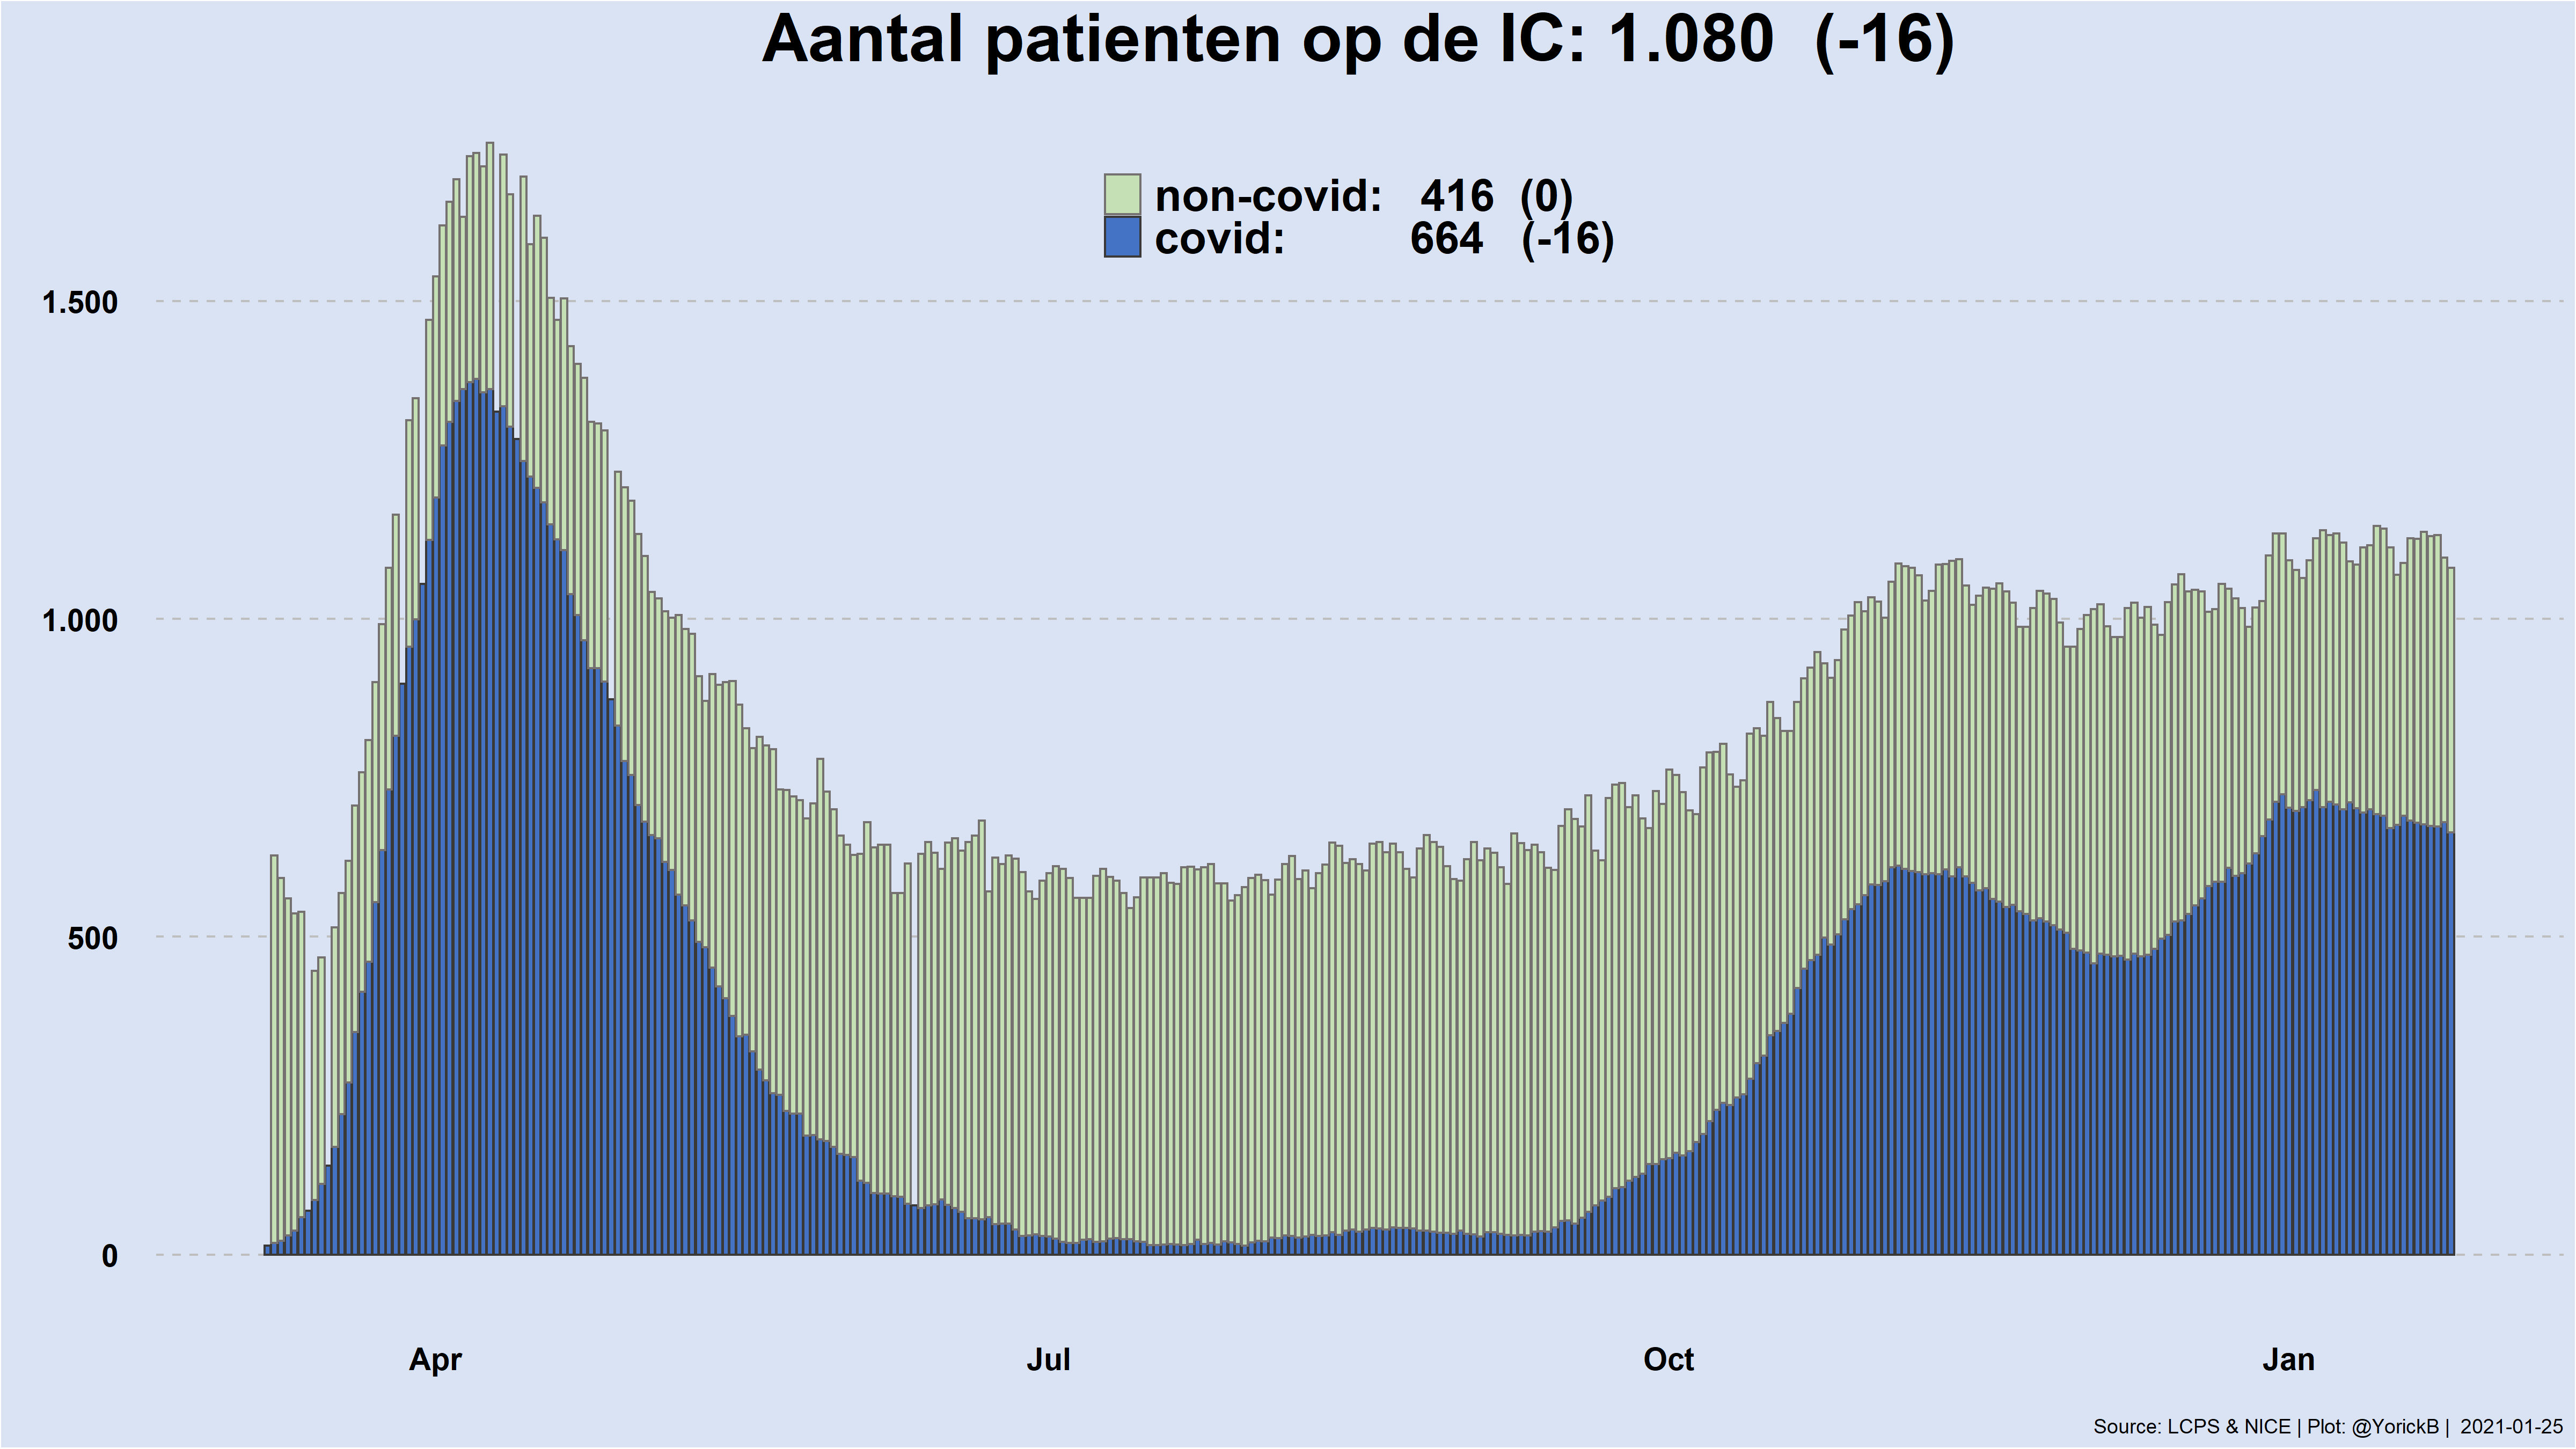 Aantal patienten op de IC: 1.080 (-16)
non-covid: 416 (0)
covid: 664 (-16)
1.500
1.000
500
0
Apr Jul Oct Jan
Source: LCPS & NICE | Plot: @YorickB | 2021-01-25